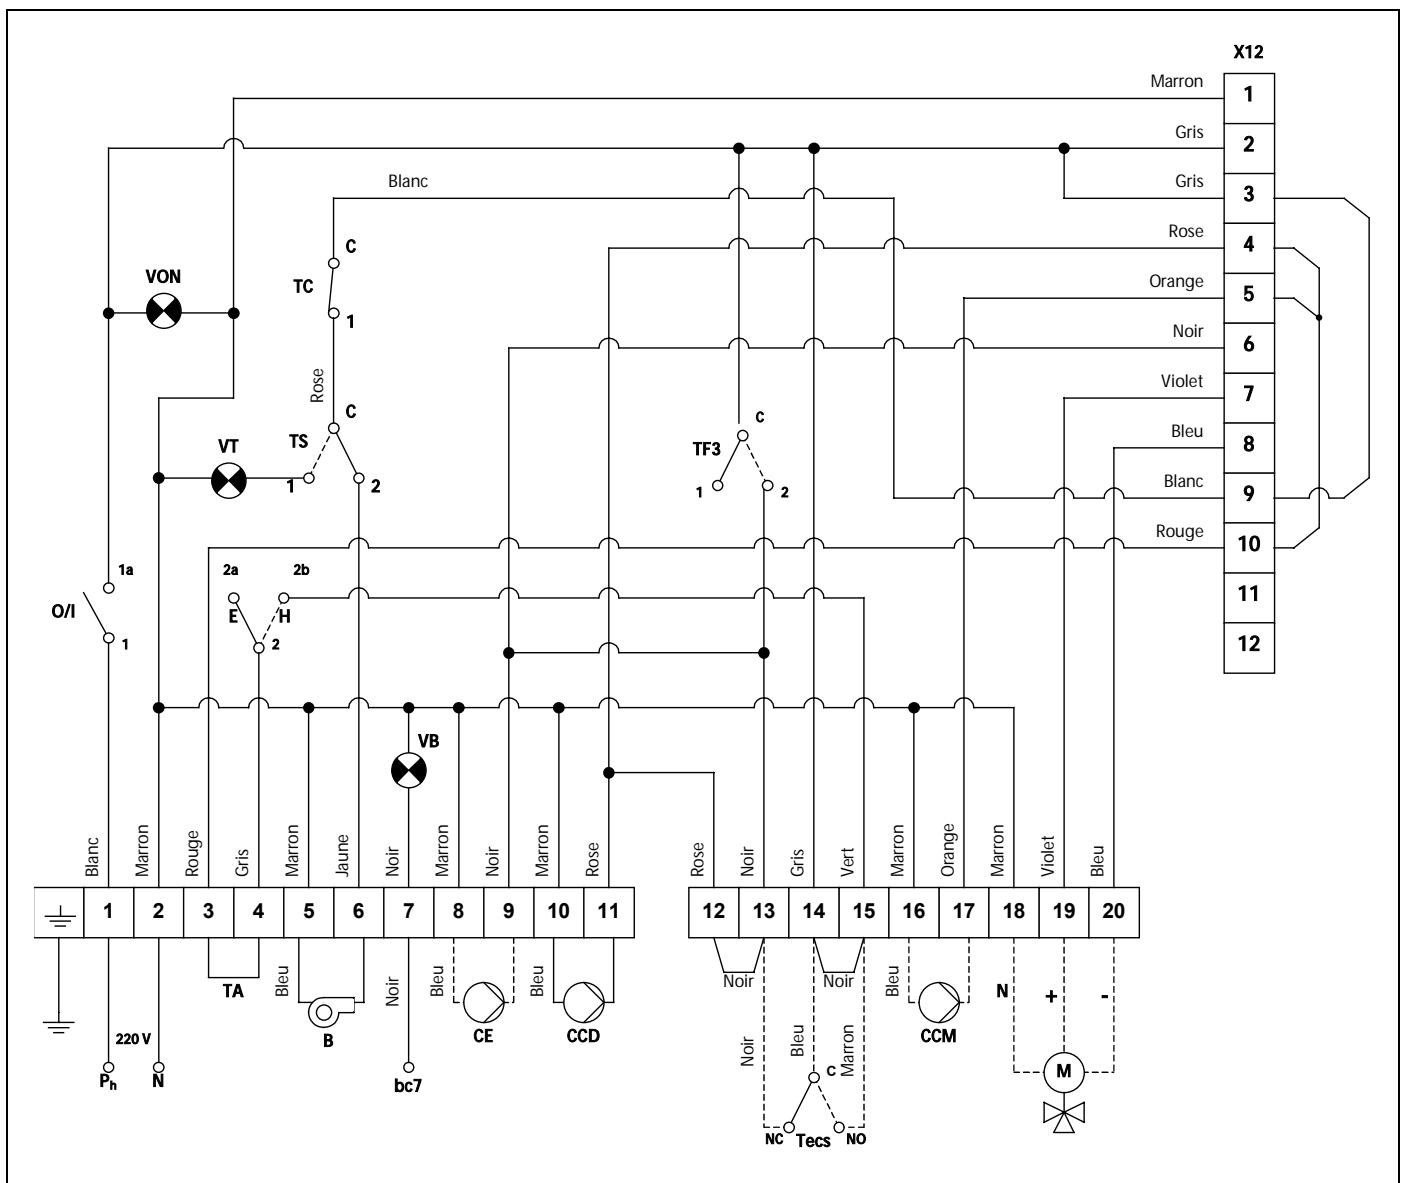 X12
Marron
1
Gris
2
Gris
3
Blanc
Rose
4
C
VON
TC
Orange
5
1
Noir
6
Rose
Violet
7
C
C
TS
VT
TF3
Bleu
8
1
2
1
2
Blanc
9
Rouge
10
1a
2a
2b
O/I
E
H
11
1
2
12
VB
Blanc
Marron
Rouge
Gris
Marron
Jaune
Noir
Marron
Noir
Marron
Rose
Rose
Noir
Gris
Vert
Marron
Orange
Marron
Violet
Bleu
1 2 3 4 5 6 7 8 9 10 11 12 13 14 15 16 17 18 19 20
TA
Bleu
Noir
Bleu
Bleu
Noir
Noir
Bleu
N
+
-
B
CE
CCD
CCM
220 V
Noir
Bleu
Marron
Ph
N
bc7
C
M
NC
Tecs
NO